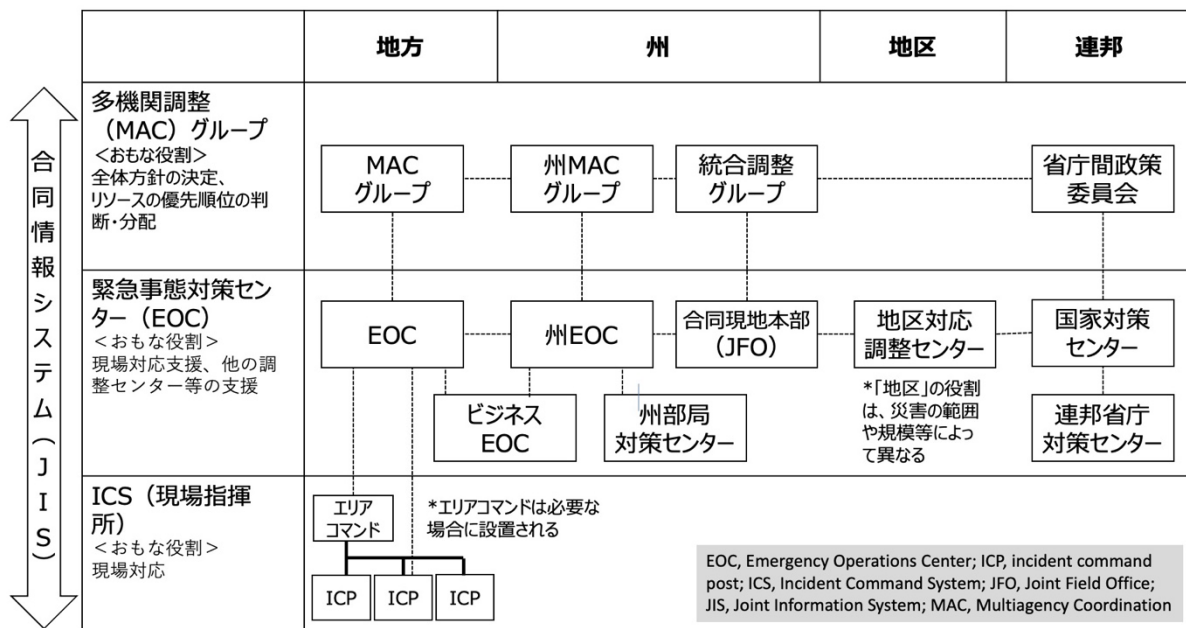 地方
州
地区
連邦
合同情報システム(JIS)
多機関調整
（MAC）グループ
＜おもな役割＞
全体方針の決定、
リソースの優先順位の判
断・分配
MAC
グループ
州MAC
グループ
統合調整
グループ
省庁間政策
委員会
緊急事態対策セン
ター（EOC）
＜おもな役割＞
現場対応支援、他の調
整センター等の支援
EOC
州EOC
合同現地本部
（JFO）
地区対応
調整センター
国家対策
センター
ビジネス
EOC
州部局
対策センター
*「地区」の役割
は、災害の範囲
や規模等によっ
て異なる
連邦省庁
対策センター
ICS（現場指揮
所）
＜おもな役割＞
現場対応
エリア
コマンド
*エリアコマンドは必要な
場合に設置される
ICP
ICP
ICP
EOC, Emergency Operations Center; ICP, incident command
post; ICS, Incident Command System; JFO, Joint Field Office;
JIS, Joint Information System; MAC, Multiagency Coordination